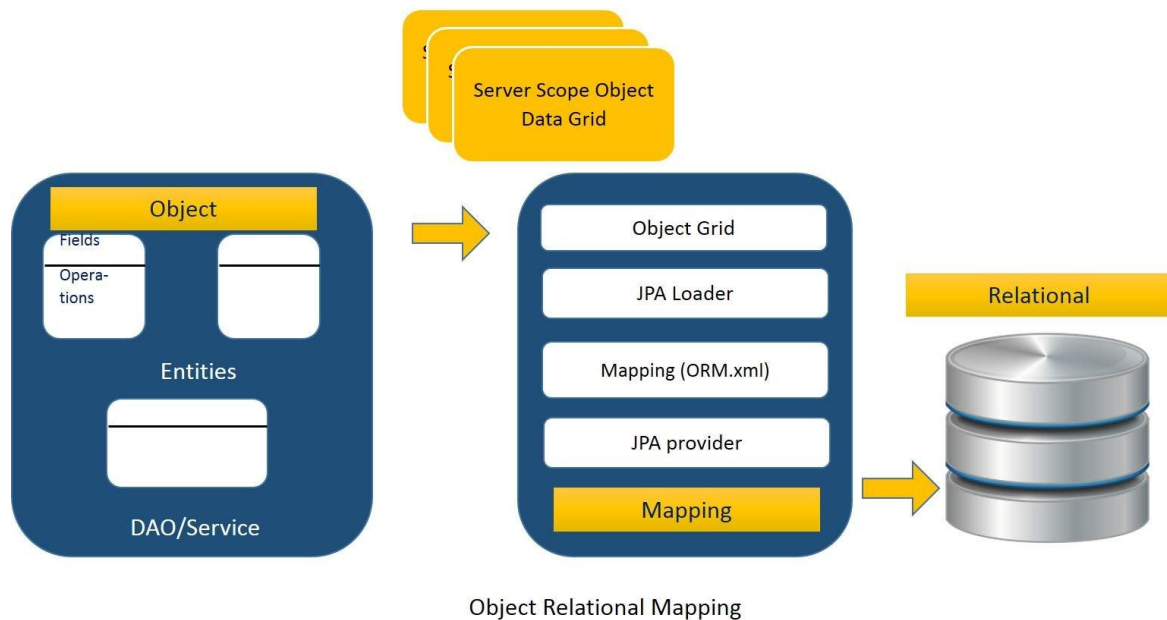 Server Scope Object
Data Grid
Object
Fields
Opera-
tions
Entities
DAO/Service
Object Grid
JPA Loader
Mapping (ORM.xml)
JPA provider
Mapping
Relational
Object Relational Mapping